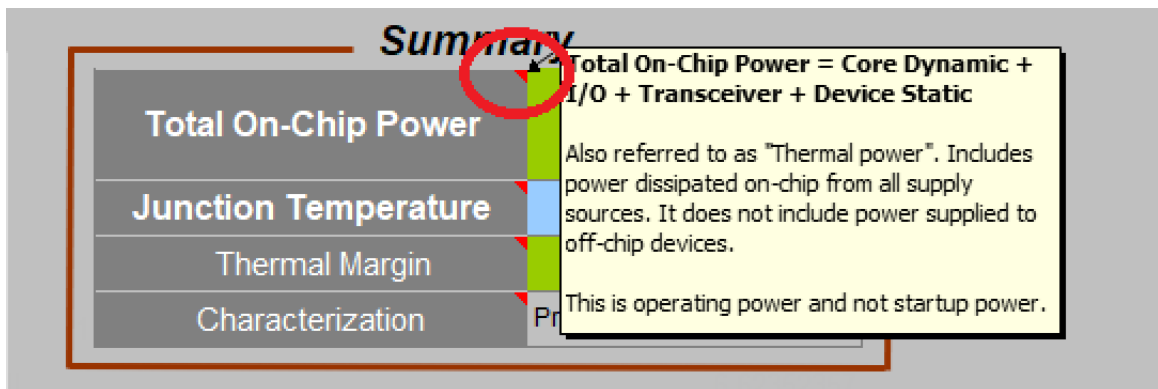 Summary
Total On-Chip Power = Core Dynamic +
I/O + Transceiver + Device Static
Also referred to as "Thermal power". Includes
power dissipated on-chip from all supply
sources. It does not include power supplied to
off-chip devices.
This is operating power and not startup power.
Total On-Chip Power
Junction Temperature
Thermal Margin
Characterization